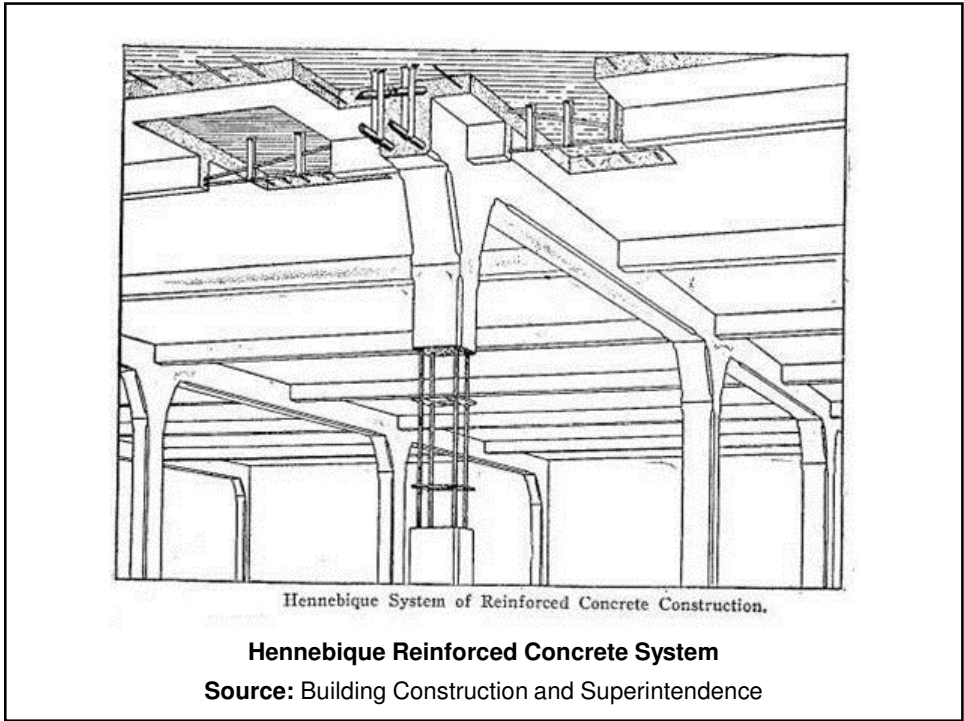 Hennebique System of Reinforced Concrete Construction.
Hennebique Reinforced Concrete System
Source: Building Construction and Superintendence